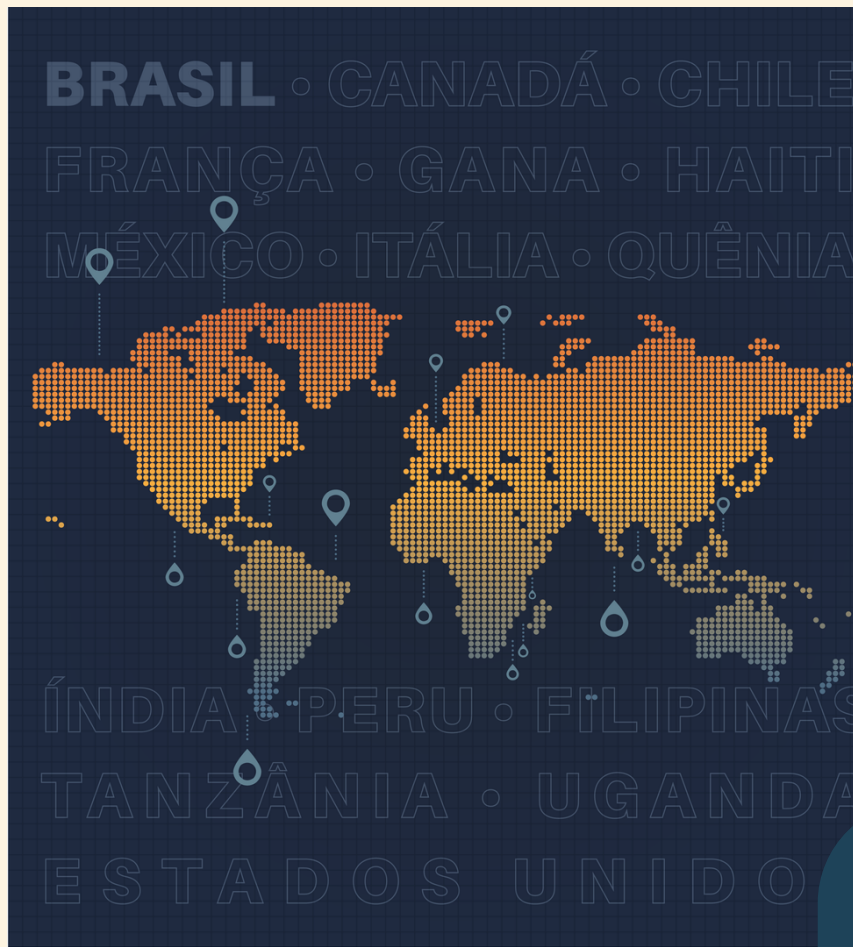 BRASIL • CANADÁ • CHILE
FRANÇA • GANA • HAITI
MÉXICO • ITÁLIA • QUÊNIA
ÍNDIA • PERU • FILIPINAS
TANZÂNIA • UGANDA
ESTADOS UNIDO